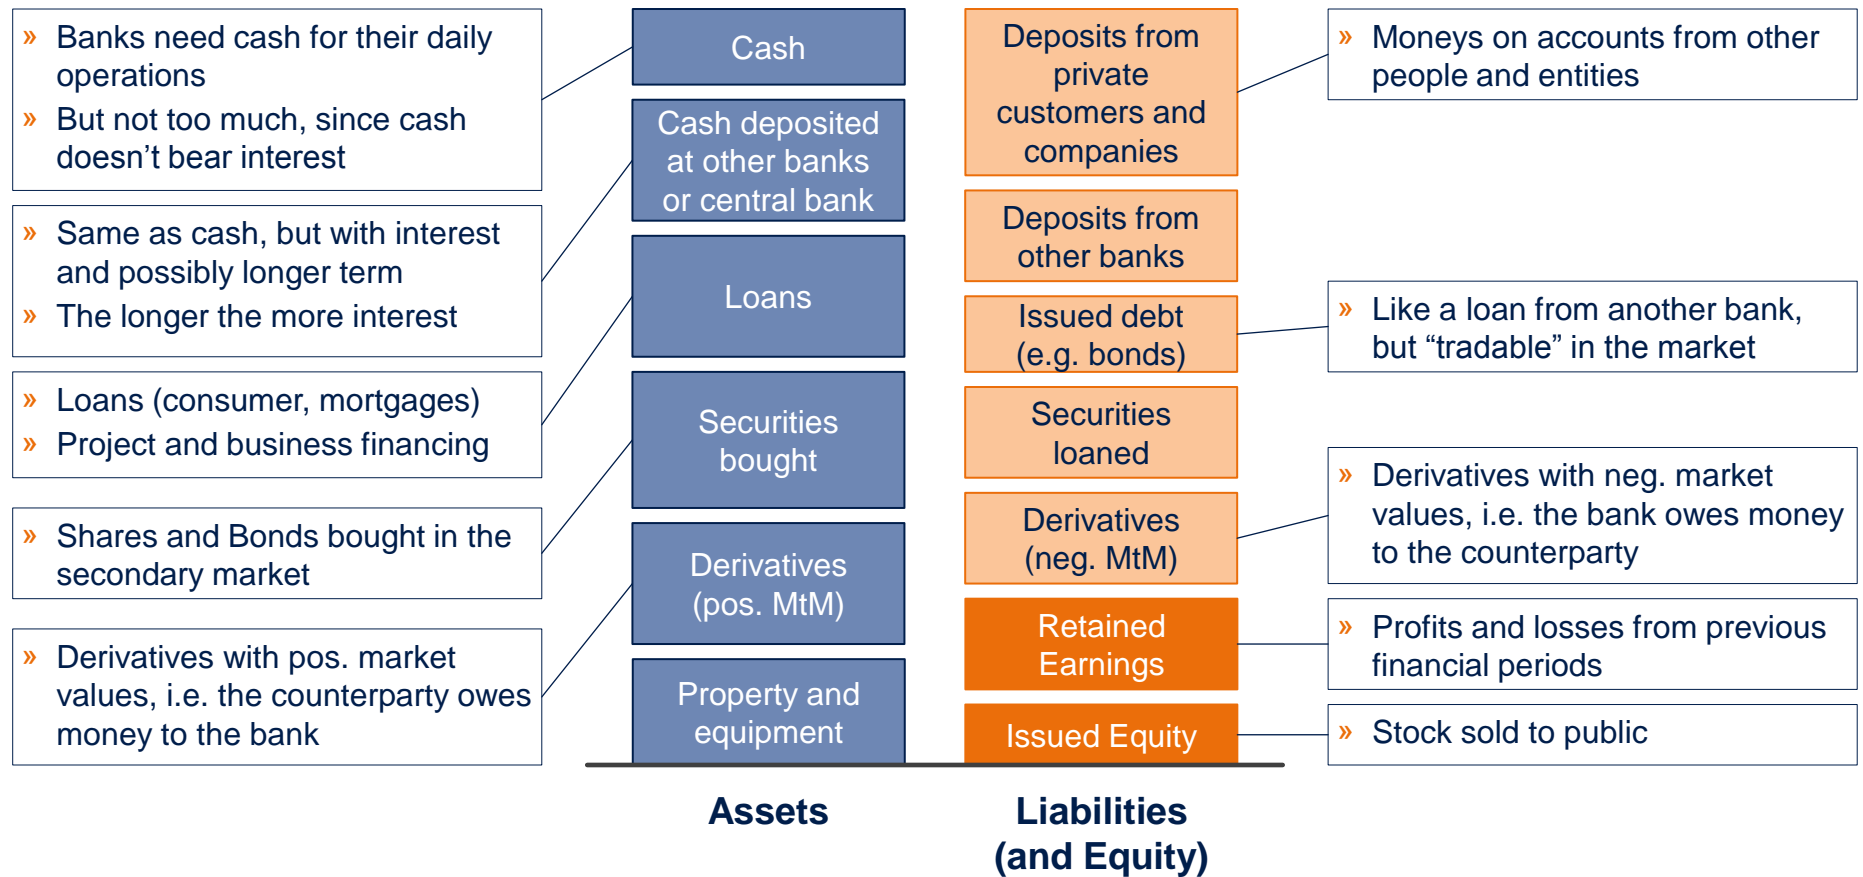 » Banks need cash for their daily
operations
» But not too much, since cash
doesn't bear interest
» Same as cash, but with interest
and possibly longer term
» The longer the more interest
» Loans (consumer, mortgages)
» Project and business financing
» Shares and Bonds bought in the
secondary market
» Derivatives with pos. market
values, i.e. the counterparty owes
money to the bank
Cash
Cash deposited
at other banks
or central bank
Loans
Securities
bought
Derivatives
(pos. MtM)
Property and
equipment
Assets
Deposits from
private
customers and
companies
Deposits from
other banks
Issued debt
(e.g. bonds)
Securities
loaned
Derivatives
(neg. MtM)
Retained
Earnings
Issued Equity
Liabilities
(and Equity)
» Moneys on accounts from other
people and entities
» Like a loan from another bank,
but “tradable” in the market
» Derivatives with neg. market
values, i.e. the bank owes money
to the counterparty
» Profits and losses from previous
financial periods
» Stock sold to public